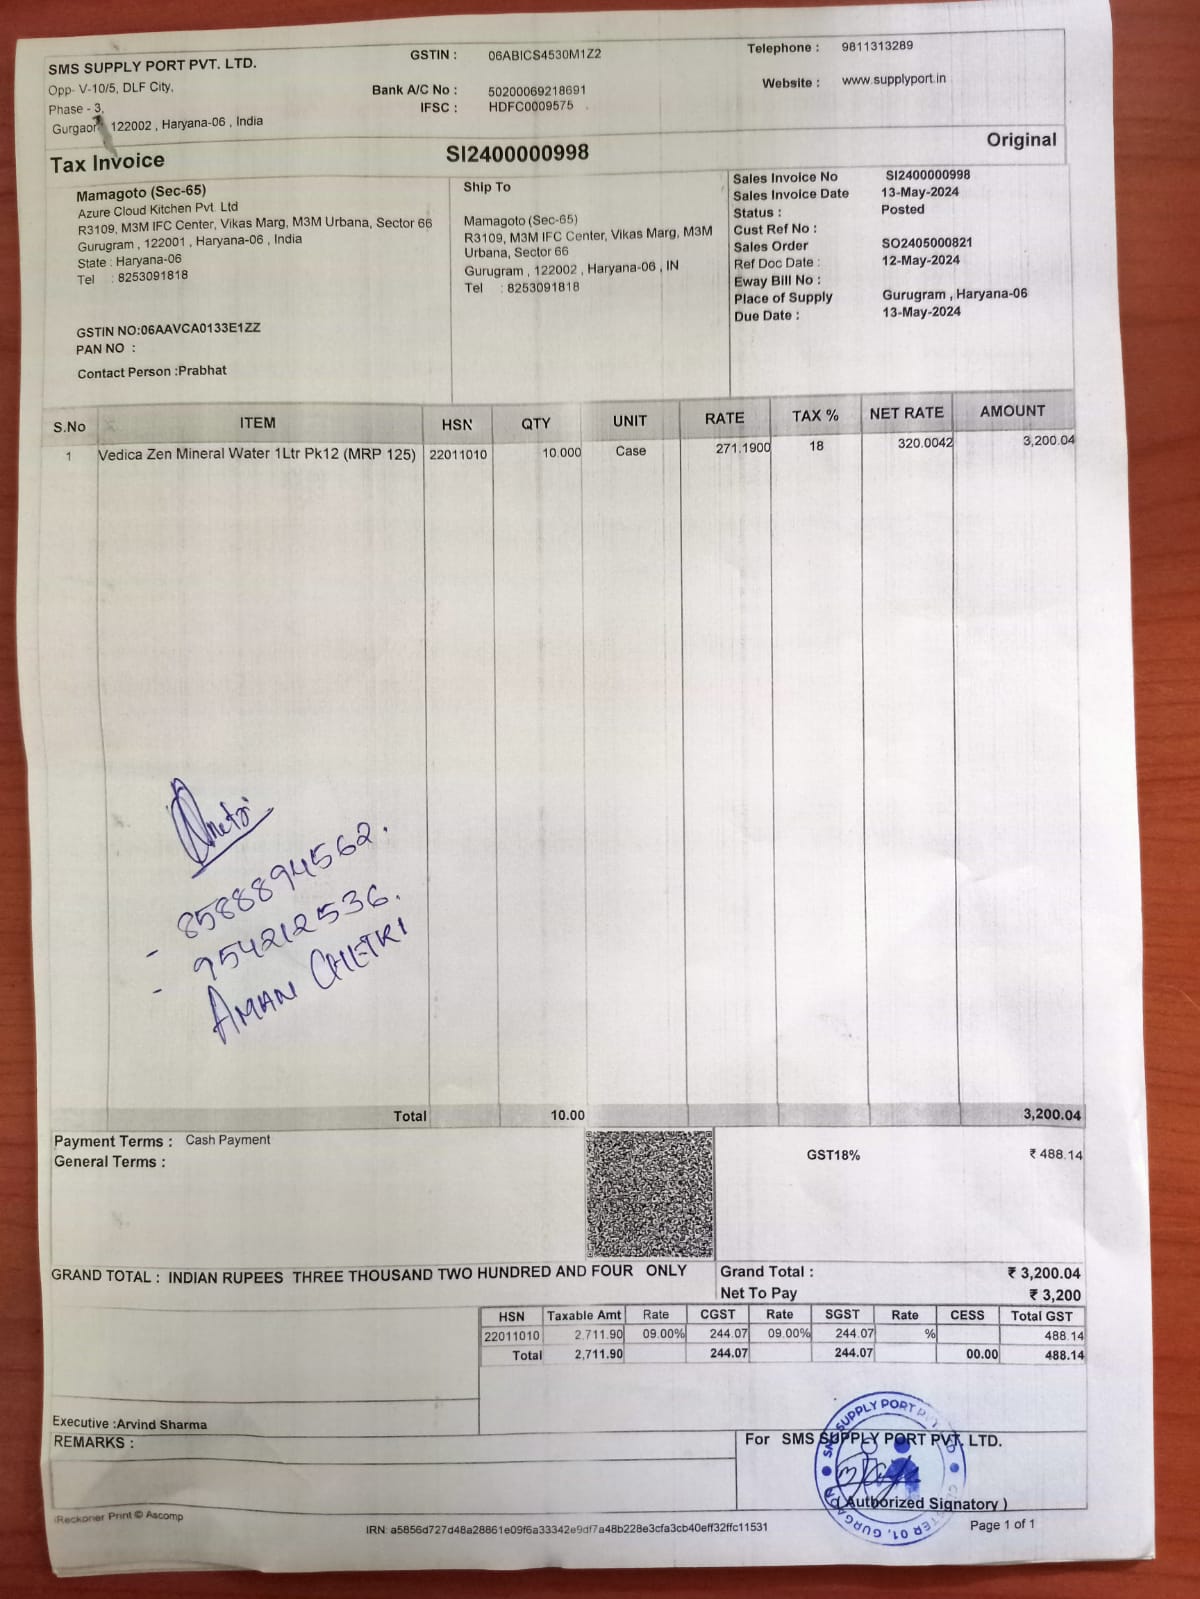 SMS SUPPLY PORT PVT. LTD.
Opp- V-10/5, DLF City,
Phase - 3,
Gurgaon 122002 , Haryana-06 , India
GSTIN : 06ABICS4530M1Z2
Bank A/C No : 50200069218691
IFSC : HDFC0009575
Telephone : 9811313289
Website : www.supplyport.in
Tax Invoice SI2400000998 Original
Mamagoto (Sec-65)
Azure Cloud Kitchen Pvt. Ltd
R3109, M3M IFC Center, Vikas Marg, M3M Urbana, Sector 66
Gurugram , 122001 , Haryana-06 , India
State : Haryana-06
Tel : 8253091818
GSTIN NO:06AAVCA0133E1ZZ
PAN NO :
Contact Person :Prabhat
Ship To
Mamagoto (Sec-65)
R3109, M3M IFC Center, Vikas Marg, M3M
Urbana, Sector 66
Gurugram , 122002 , Haryana-06 , IN
Tel : 8253091818
Sales Invoice No SI2400000998
Sales Invoice Date 13-May-2024
Status : Posted
Cust Ref No :
Sales Order SO2405000821
Ref Doc Date : 12-May-2024
Eway Bill No :
Place of Supply Gurugram , Haryana-06
Due Date : 13-May-2024
S.No ITEM HSN QTY UNIT RATE TAX % NET RATE AMOUNT
1 Vedica Zen Mineral Water 1Ltr Pk12 (MRP 125) 22011010 10.000 Case 271.1900 18 320.0042 3,200.04
- 8588894562.
- 954212536.
AMAN CHETRI
Total 10.00 3,200.04
Payment Terms : Cash Payment
General Terms :
GST18% ₹ 488.14
GRAND TOTAL : INDIAN RUPEES THREE THOUSAND TWO HUNDRED AND FOUR ONLY
Grand Total : ₹ 3,200.04
Net To Pay ₹ 3,200
HSN Taxable Amt Rate CGST Rate SGST Rate CESS Total GST
22011010 2,711.90 09.00% 244.07 09.00% 244.07 % 488.14
Total 2,711.90 244.07 244.07 00.00 488.14
Executive :Arvind Sharma
REMARKS :
For SMS SUPPLY PORT PVT. LTD.
( Authorized Signatory )
iReckoner Print © Ascomp
IRN: a5856d727d48a28861e09f6a33342e9df7a48b228e3cfa3cb40eff32ffc11531
Page 1 of 1